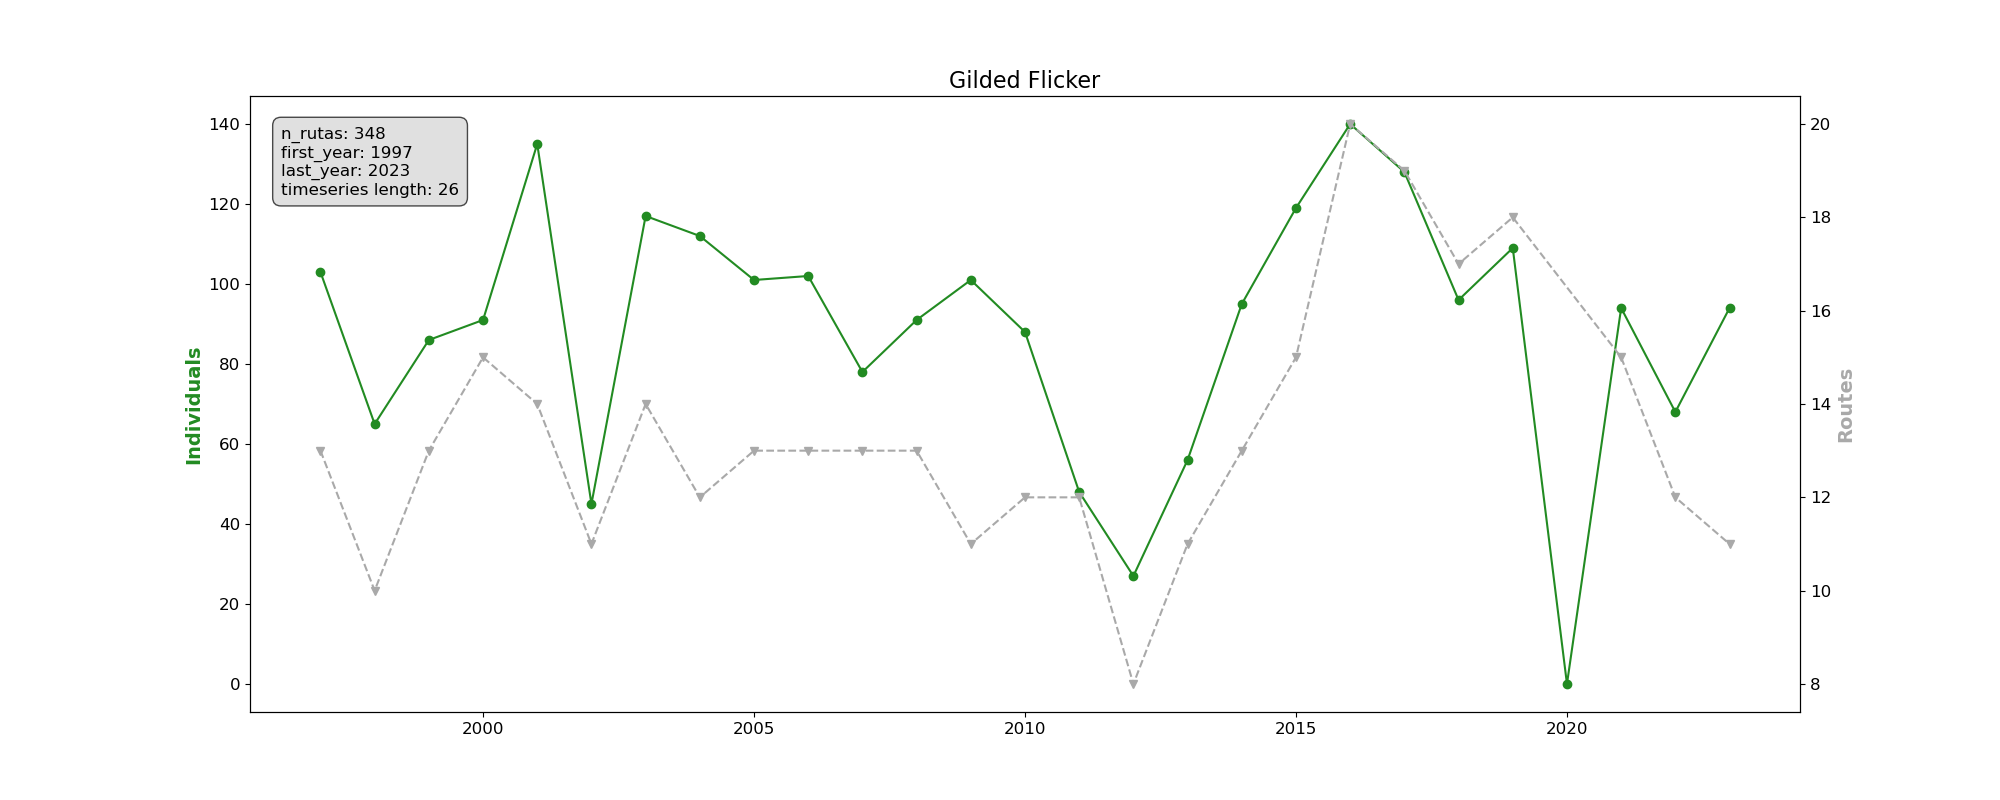 Gilded Flicker
n_rutas: 348
first_year: 1997
last_year: 2023
timeseries length: 26
140
120
100
80
60
40
20
0
Individuals
20
18
16
14
12
10
8
Routes
2000
2005
2010
2015
2020